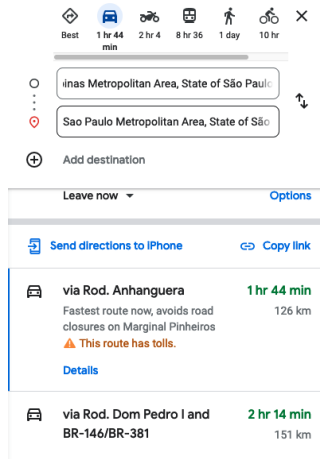 Best
1 hr 44
min
2 hr 4
8 hr 36
1 day
10 hr
inas Metropolitan Area, State of São Paulo
Sao Paulo Metropolitan Area, State of São
Add destination
Leave now
Options
Send directions to iPhone
Copy link
via Rod. Anhanguera
1 hr 44 min
Fastest route now, avoids road
126 km
closures on Marginal Pinheiros
This route has tolls.
Details
via Rod. Dom Pedro I and
2 hr 14 min
BR-146/BR-381
151 km